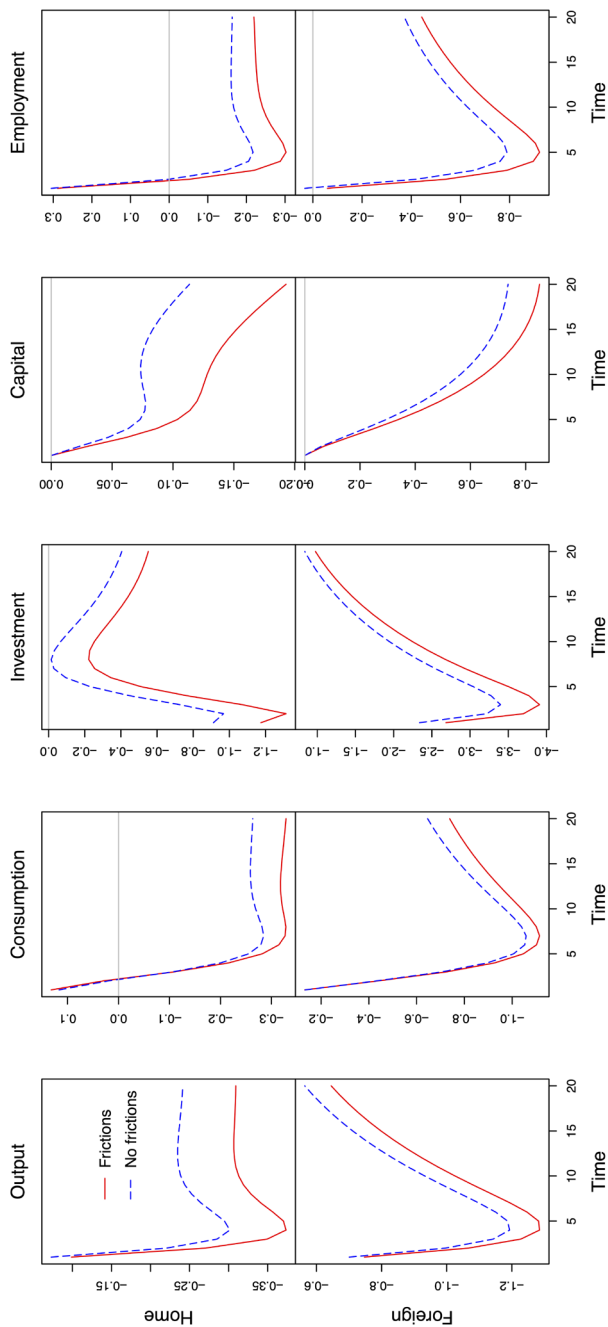 Output
Consumption
Investment
Capital
Employment
Home
Frictions
No frictions
−0.15
−0.25
−0.35
0.1
0.0
−0.1
−0.2
−0.3
0.0
−0.2
−0.4
−0.6
−0.8
−1.0
−1.2
0.00
−0.05
−0.10
−0.15
−0.20
0.3
0.2
0.1
0.0
−0.1
−0.2
−0.3
Foreign
−0.6
−0.8
−1.0
−1.2
−0.2
−0.4
−0.6
−0.8
−1.0
−1.0
−1.5
−2.0
−2.5
−3.0
−3.5
−4.0
0.0
−0.2
−0.4
−0.6
−0.8
0.0
−0.2
−0.4
−0.6
−0.8
5 10 15 20
5 10 15 20
5 10 15 20
5 10 15 20
5 10 15 20
Time
Time
Time
Time
Time